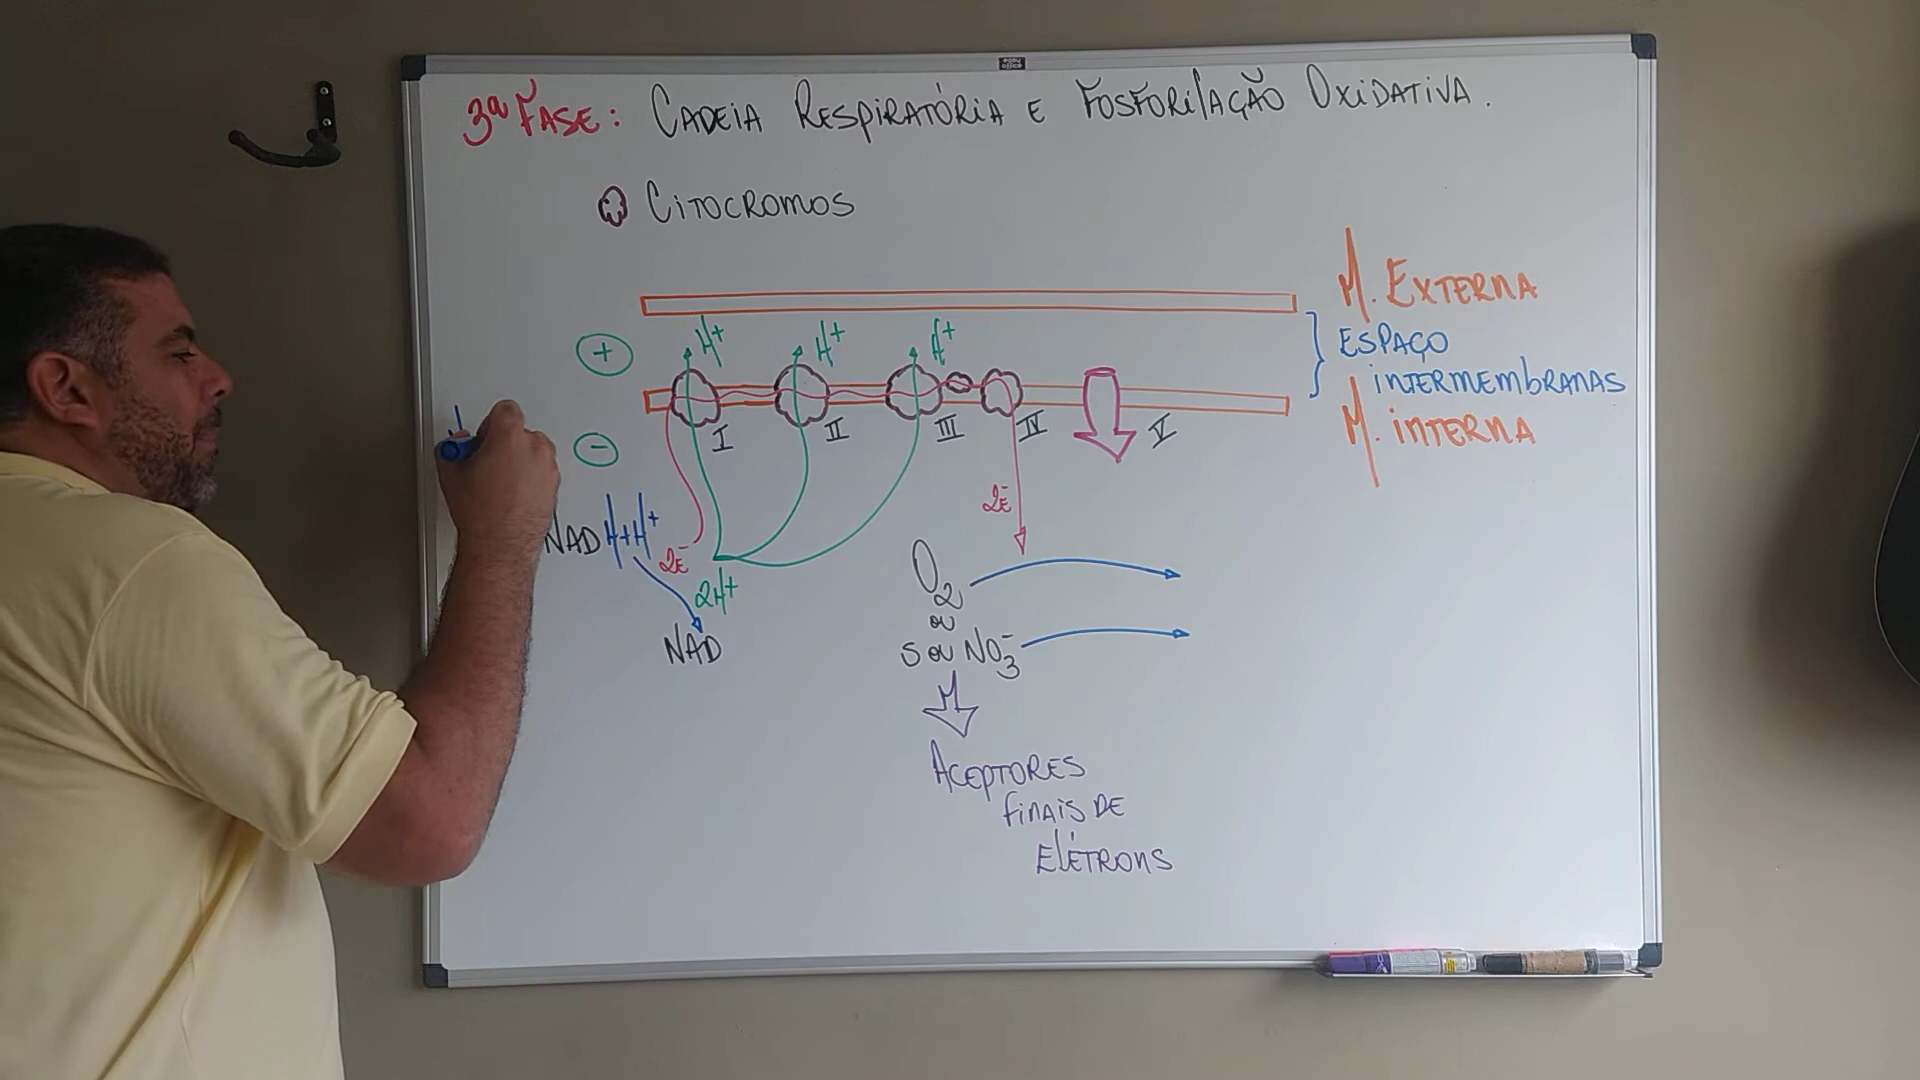 3ª FASE: CADEIA RESPIRATÓRIA E FOSFORILAÇÃO OXIDATIVA.
CITOCROMOS
M. EXTERNA
H+ H+ H+
+
ESPAÇO
INTERMEMBRANAS
M. INTERNA
I II III IV V
-
2E-
NADH+H+
2E-
O2
2H+
OU
NAD
S OU NO3-
ACEPTORES
FINAIS DE
ELÉTRONS